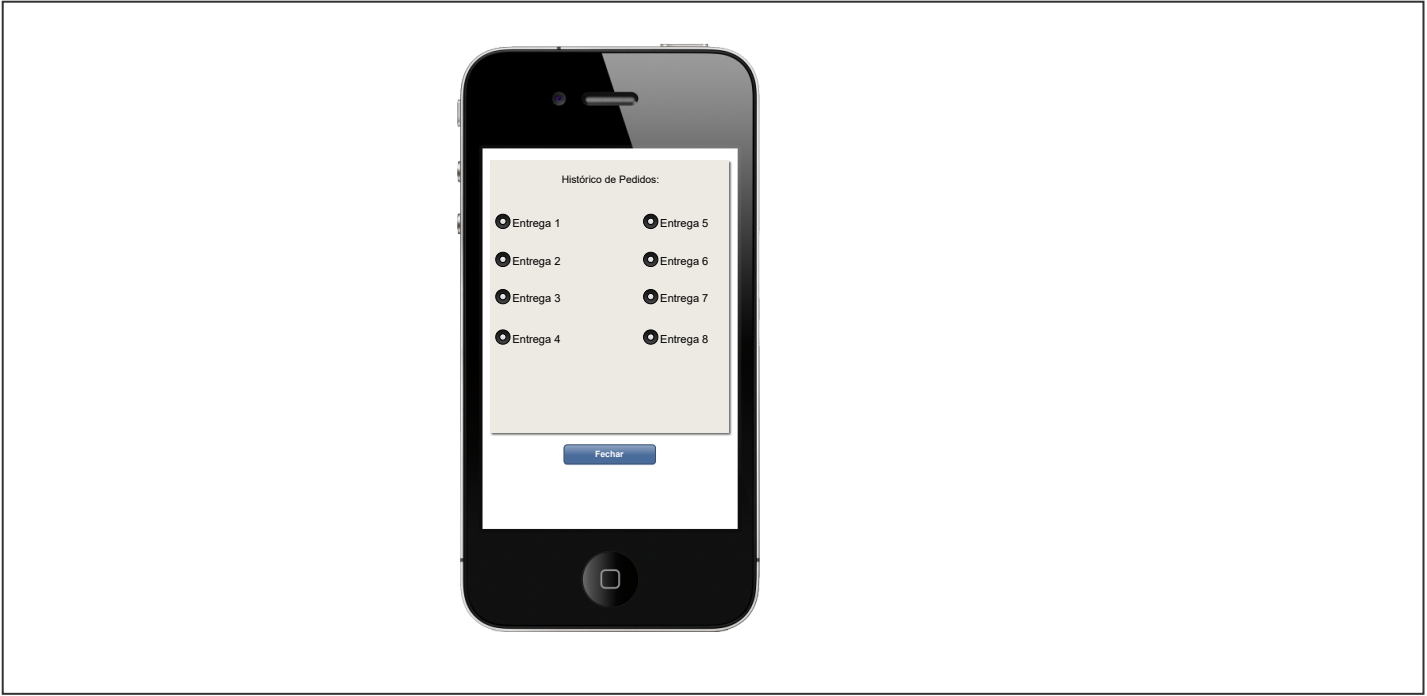 Histórico de Pedidos:
Entrega 1
Entrega 5
Entrega 2
Entrega 6
Entrega 3
Entrega 7
Entrega 4
Entrega 8
Fechar